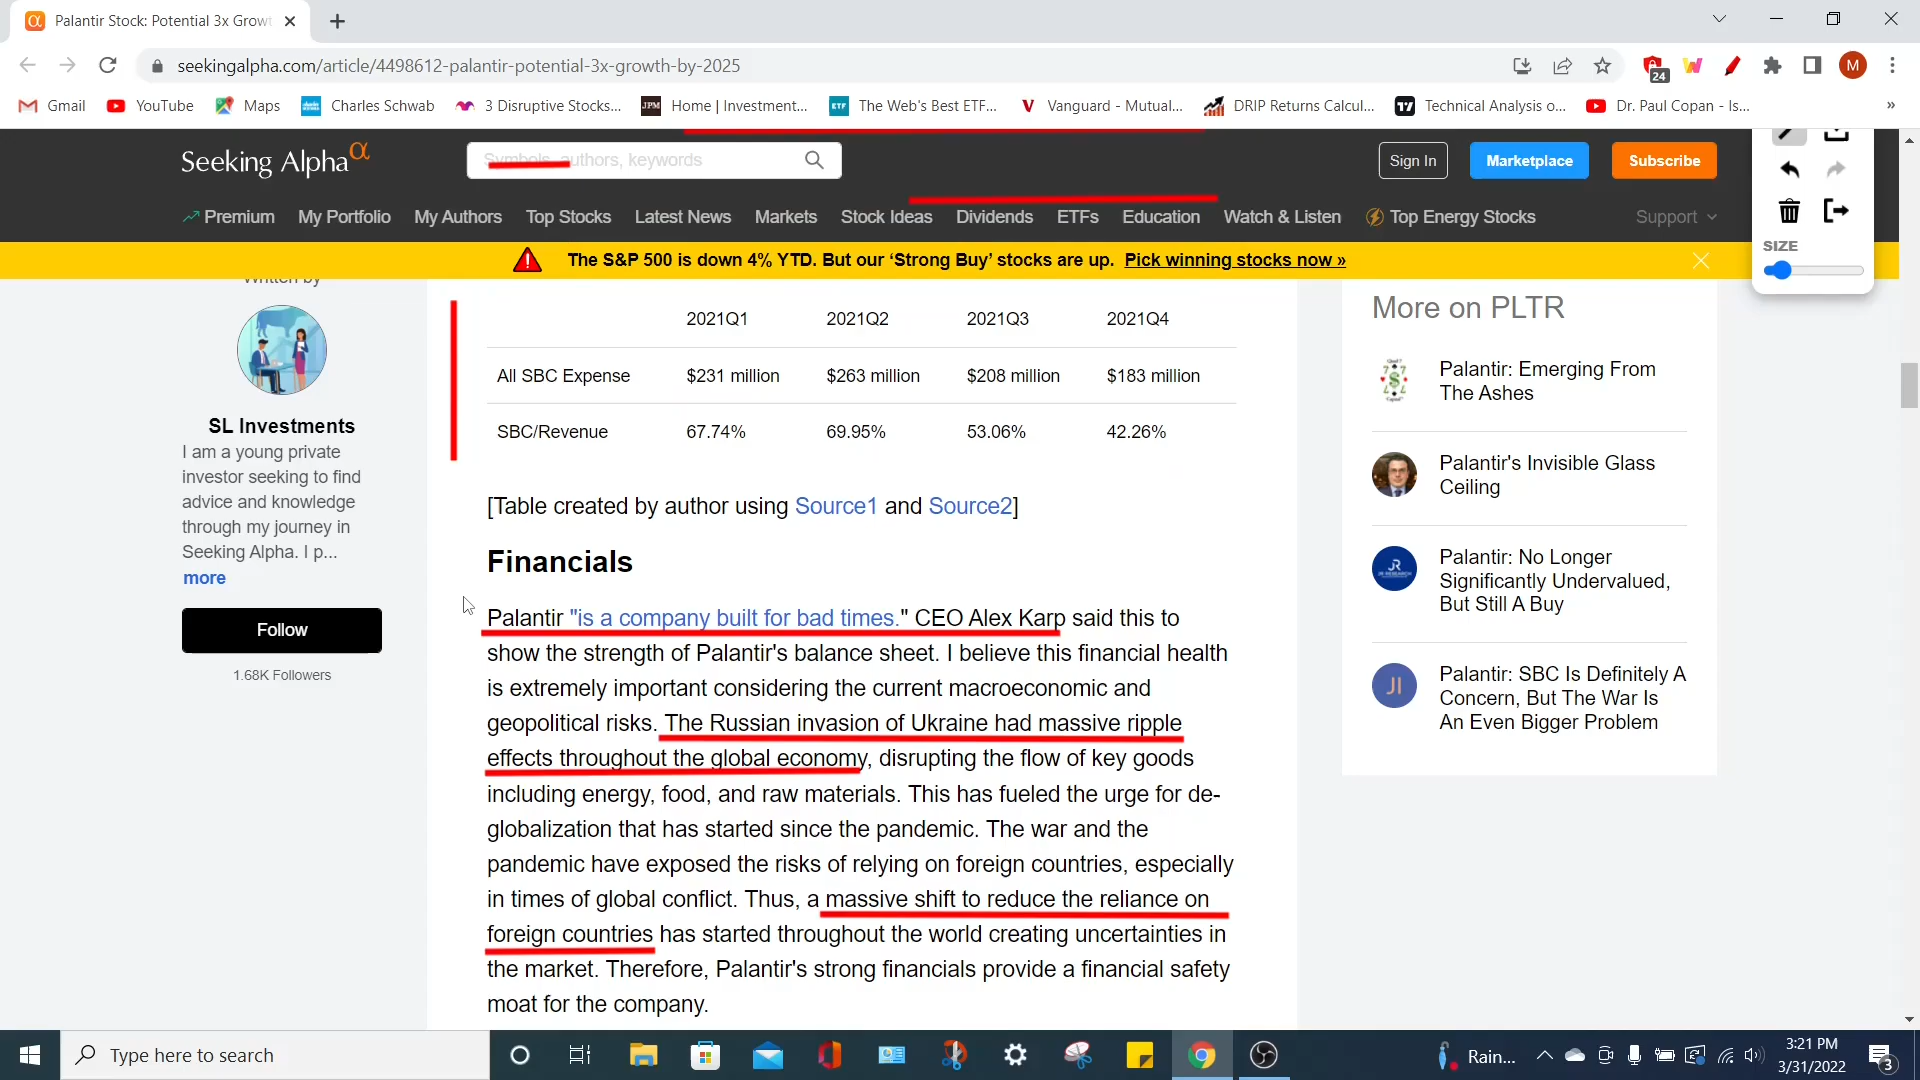 Palantir Stock: Potential 3x Growt
seekingalpha.com/article/4498612-palantir-potential-3x-growth-by-2025
24
M
Gmail
YouTube
Maps
Charles Schwab
3 Disruptive Stocks...
JPM
Home | Investment...
ETF
The Web's Best ETF...
Vanguard - Mutual...
DRIP Returns Calcul...
Technical Analysis o...
Dr. Paul Copan - Is...
»
Seeking Alpha α
Symbols, authors, keywords
Sign In
Marketplace
Subscribe
Premium
My Portfolio
My Authors
Top Stocks
Latest News
Markets
Stock Ideas
Dividends
ETFs
Education
Watch & Listen
Top Energy Stocks
Support
SIZE
The S&P 500 is down 4% YTD. But our ‘Strong Buy’ stocks are up. Pick winning stocks now »
Written by
SL Investments
I am a young private
investor seeking to find
advice and knowledge
through my journey in
Seeking Alpha. I p...
more
Follow
1.68K Followers
2021Q1 2021Q2 2021Q3 2021Q4
All SBC Expense $231 million $263 million $208 million $183 million
SBC/Revenue 67.74% 69.95% 53.06% 42.26%
[Table created by author using Source1 and Source2]
Financials
Palantir "is a company built for bad times." CEO Alex Karp said this to
show the strength of Palantir's balance sheet. I believe this financial health
is extremely important considering the current macroeconomic and
geopolitical risks. The Russian invasion of Ukraine had massive ripple
effects throughout the global economy, disrupting the flow of key goods
including energy, food, and raw materials. This has fueled the urge for de-
globalization that has started since the pandemic. The war and the
pandemic have exposed the risks of relying on foreign countries, especially
in times of global conflict. Thus, a massive shift to reduce the reliance on
foreign countries has started throughout the world creating uncertainties in
the market. Therefore, Palantir's strong financials provide a financial safety
moat for the company.
More on PLTR
Palantir: Emerging From
The Ashes
Palantir's Invisible Glass
Ceiling
Palantir: No Longer
Significantly Undervalued,
But Still A Buy
JI
Palantir: SBC Is Definitely A
Concern, But The War Is
An Even Bigger Problem
Type here to search
Rain...
3:21 PM
3/31/2022
3